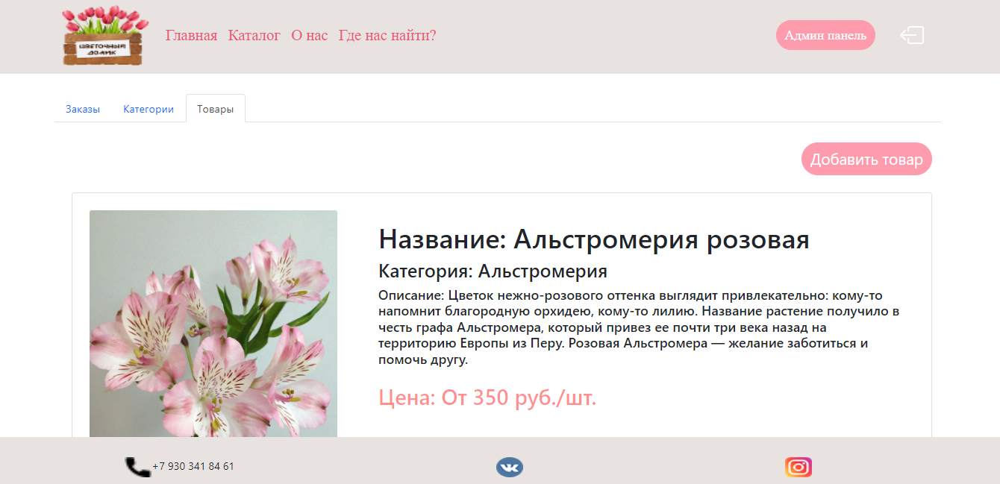 ЦВЕТОЧНЫЙ
ДОМИК
Главная Каталог О нас Где нас найти?
Админ панель
Заказы Категории Товары
Добавить товар
Название: Альстромерия розовая
Категория: Альстромерия
Описание: Цветок нежно-розового оттенка выглядит привлекательно: кому-то
напомнит благородную орхидею, кому-то лилию. Название растение получило в
честь графа Альстромера, который привез ее почти три века назад на
территорию Европы из Перу. Розовая Альстромера — желание заботиться и
помочь другу.
Цена: От 350 руб./шт.
+7 930 341 84 61